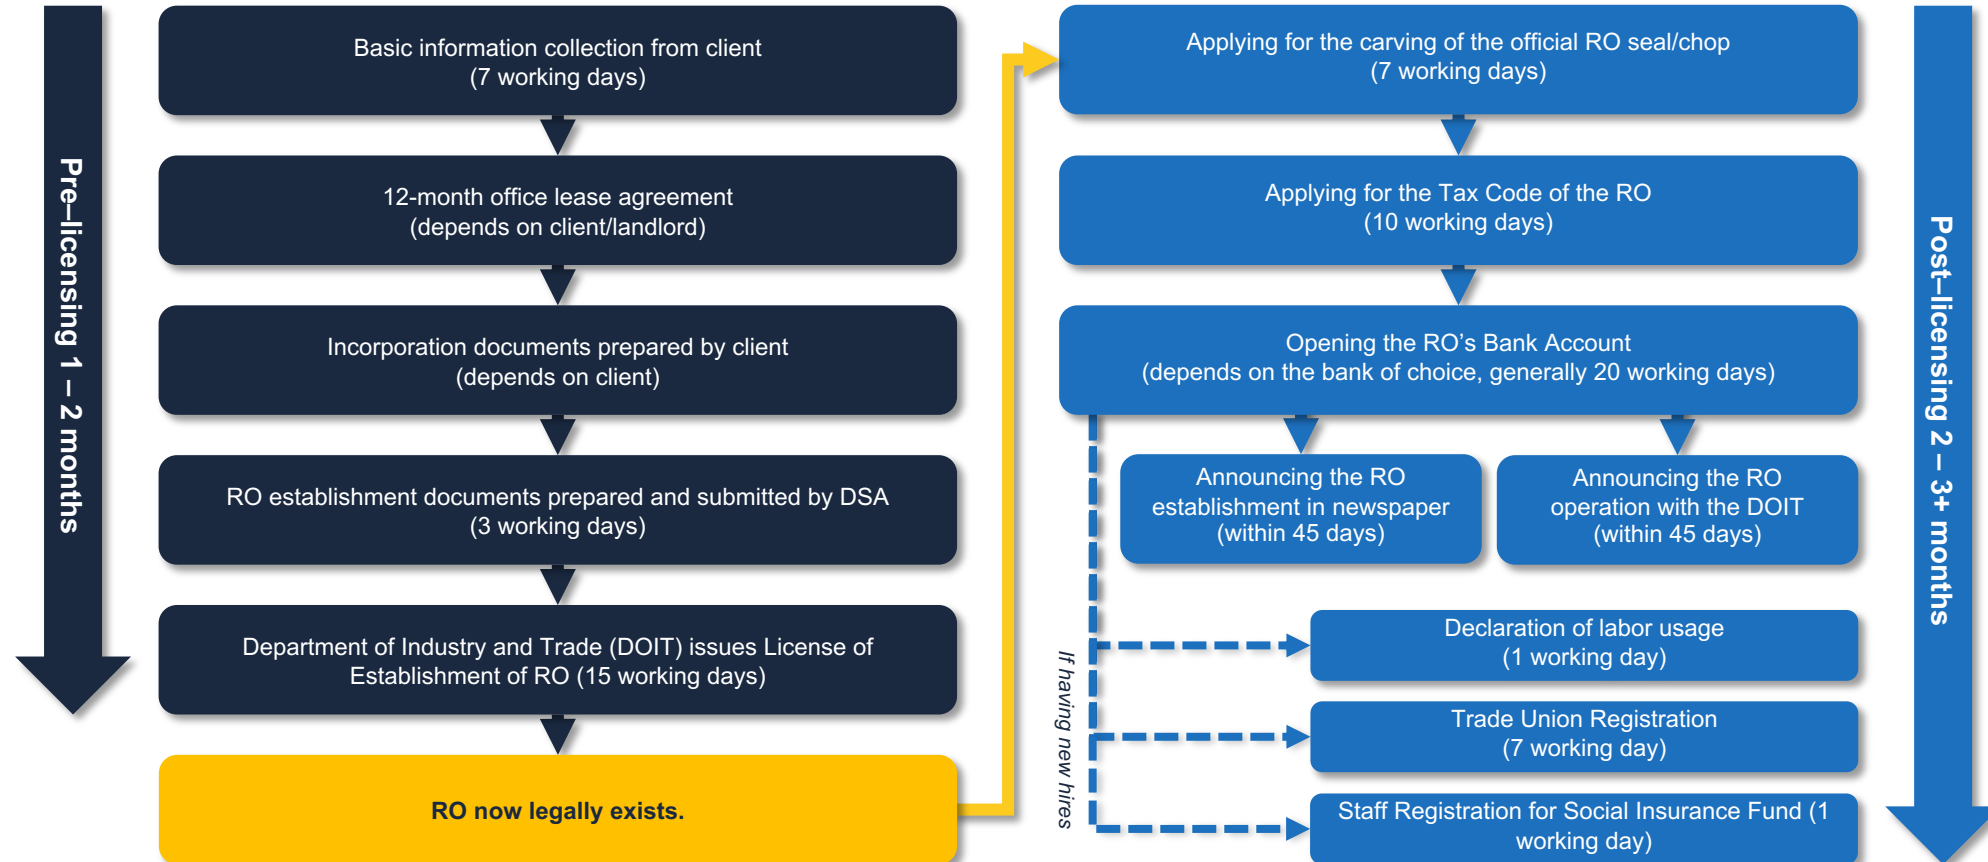 Pre–licensing 1 – 2 months
Basic information collection from client
(7 working days)
12-month office lease agreement
(depends on client/landlord)
Incorporation documents prepared by client
(depends on client)
RO establishment documents prepared and submitted by DSA
(3 working days)
Department of Industry and Trade (DOIT) issues License of
Establishment of RO (15 working days)
RO now legally exists.
Applying for the carving of the official RO seal/chop
(7 working days)
Applying for the Tax Code of the RO
(10 working days)
Opening the RO’s Bank Account
(depends on the bank of choice, generally 20 working days)
Announcing the RO
establishment in newspaper
(within 45 days)
Announcing the RO
operation with the DOIT
(within 45 days)
If having new hires
Declaration of labor usage
(1 working day)
Trade Union Registration
(7 working day)
Staff Registration for Social Insurance Fund (1
working day)
Post–licensing 2 – 3+ months